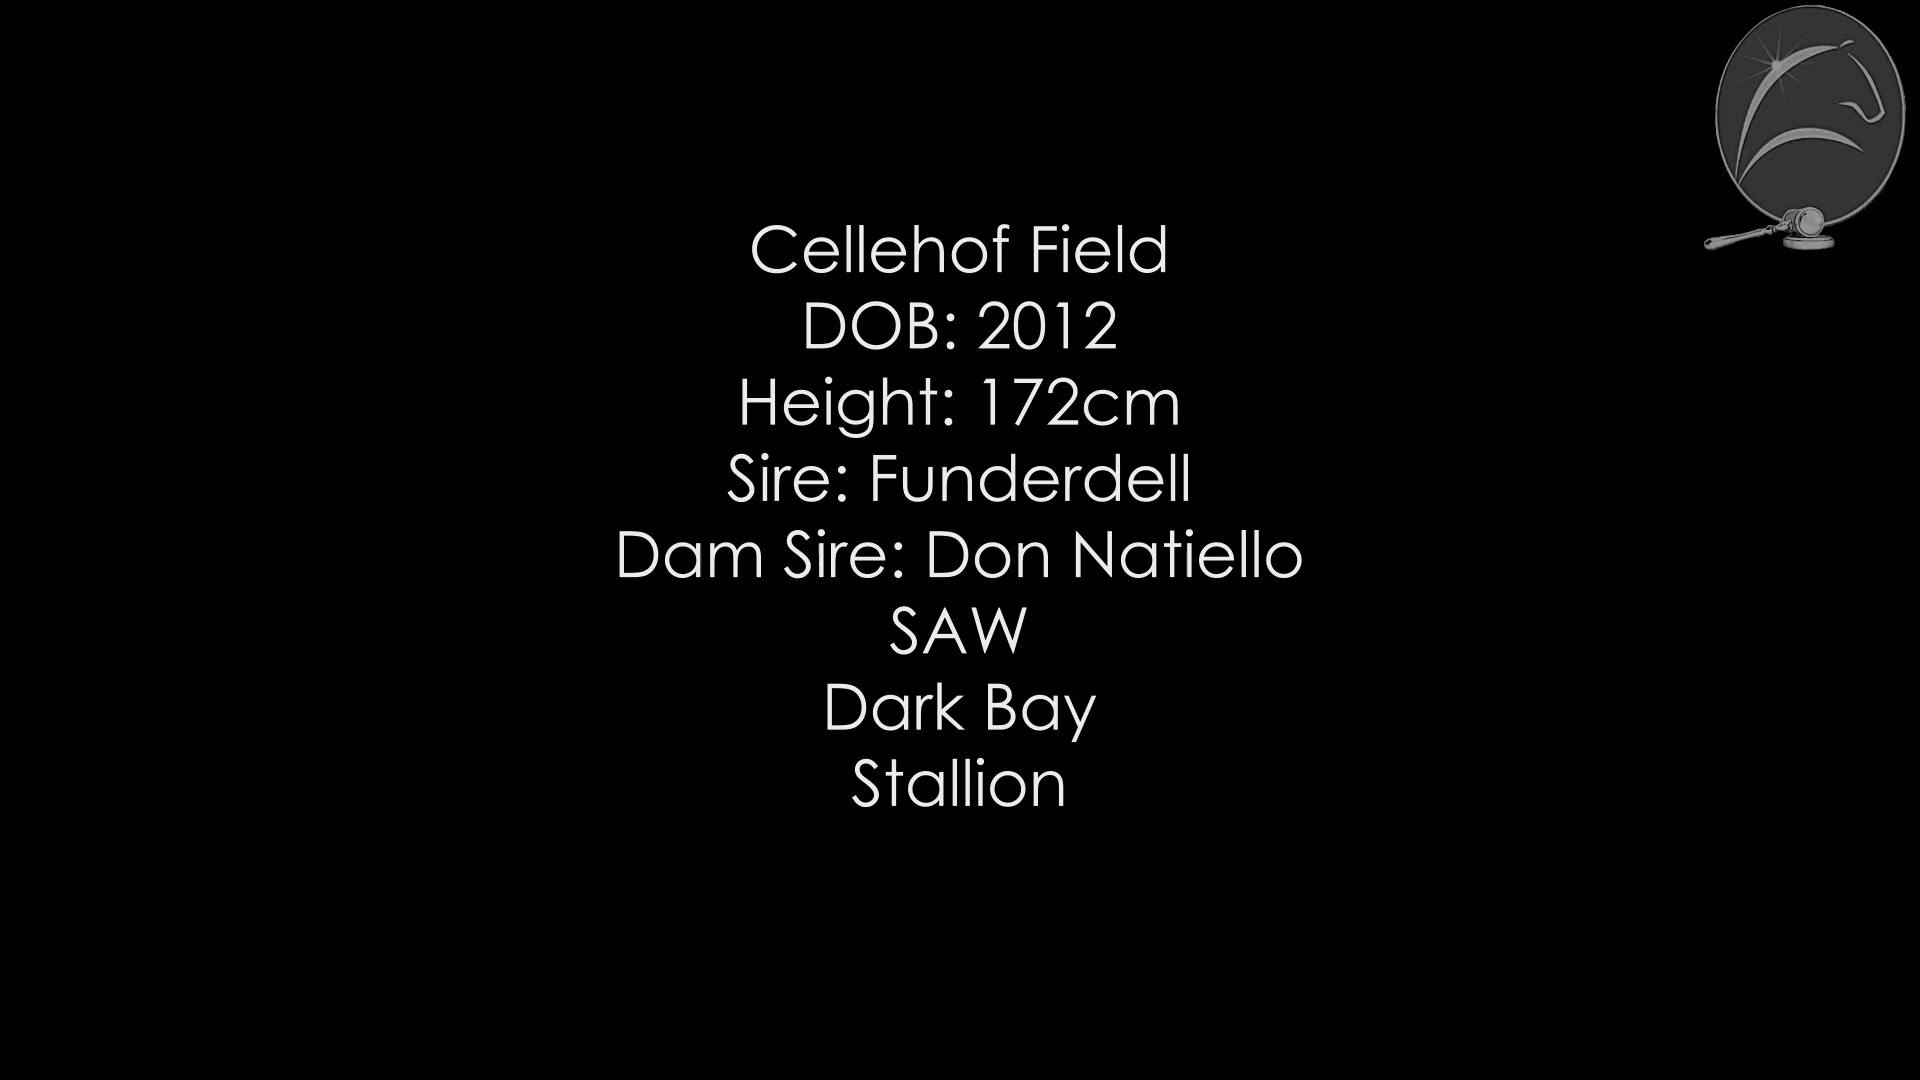 Cellehof Field
DOB: 2012
Height: 172cm
Sire: Funderdell
Dam Sire: Don Natiello
SAW
Dark Bay
Stallion